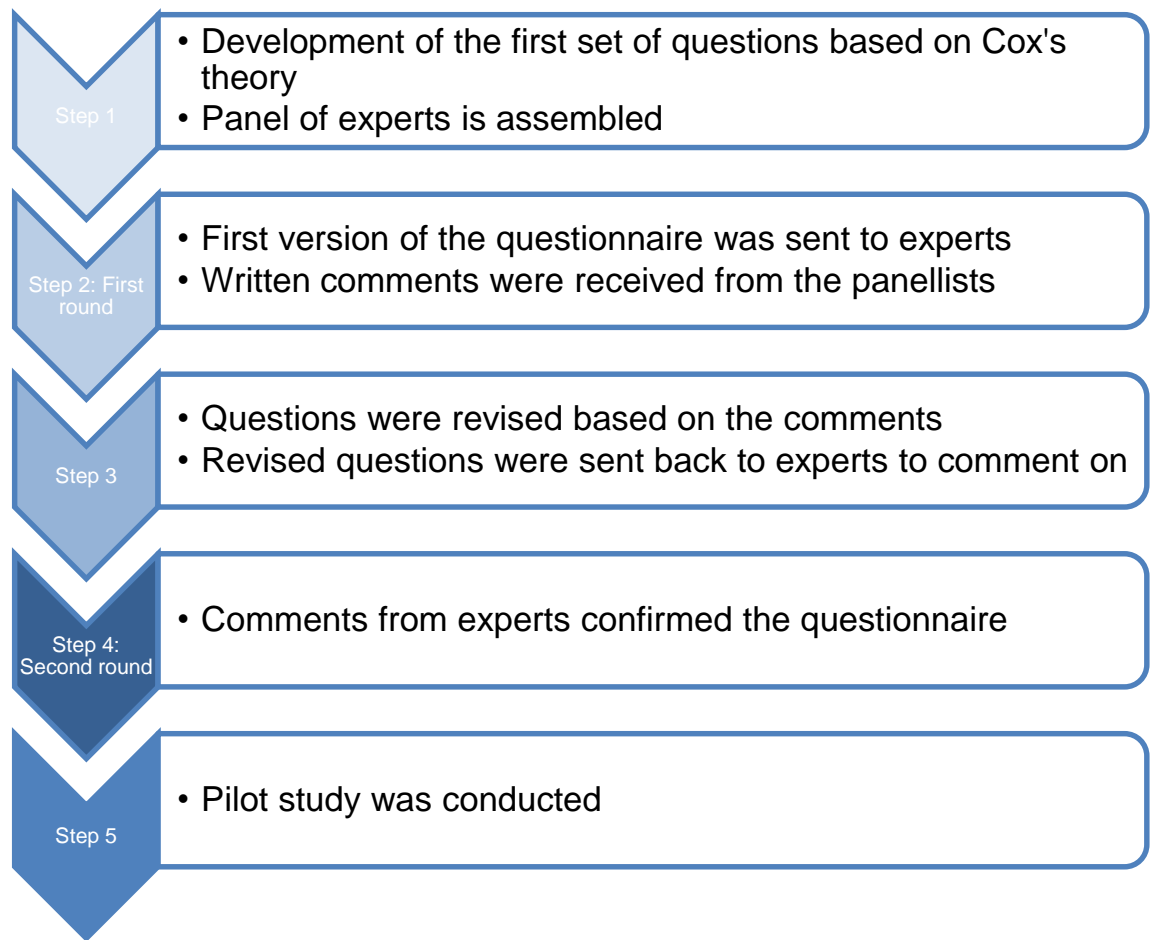 Step 1
• Development of the first set of questions based on Cox's
theory
• Panel of experts is assembled
Step 2: First
round
• First version of the questionnaire was sent to experts
• Written comments were received from the panellists
Step 3
• Questions were revised based on the comments
• Revised questions were sent back to experts to comment on
Step 4:
Second round
• Comments from experts confirmed the questionnaire
Step 5
• Pilot study was conducted